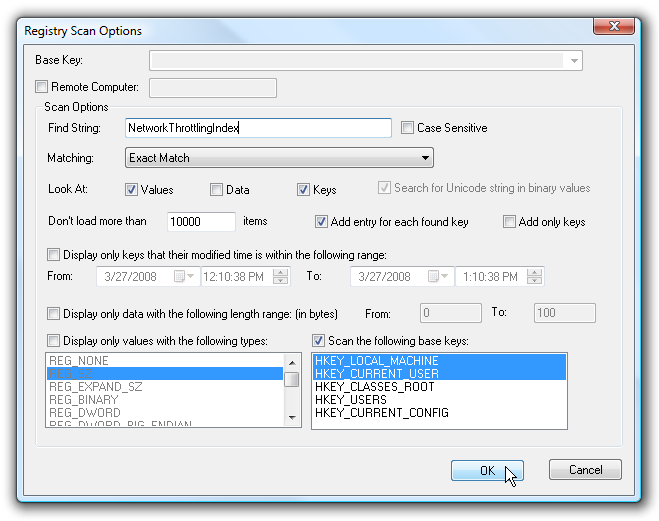 Registry Scan Options
Base Key:
Remote Computer:
Scan Options
Find String: NetworkThrottlingIndex Case Sensitive
Matching: Exact Match
Look At: Values Data Keys Search for Unicode string in binary values
Don't load more than 10000 items Add entry for each found key Add only keys
Display only keys that their modified time is within the following range:
From: 3/27/2008 12:10:38 PM To: 3/27/2008 1:10:38 PM
Display only data with the following length range: (in bytes) From: 0 To: 100
Display only values with the following types:
REG_NONE
REG_EXPAND_SZ
REG_BINARY
REG_DWORD
REG_DWORD_BIG_ENDIAN
Scan the following base keys:
HKEY_LOCAL_MACHINE
HKEY_CURRENT_USER
HKEY_CLASSES_ROOT
HKEY_USERS
HKEY_CURRENT_CONFIG
OK Cancel